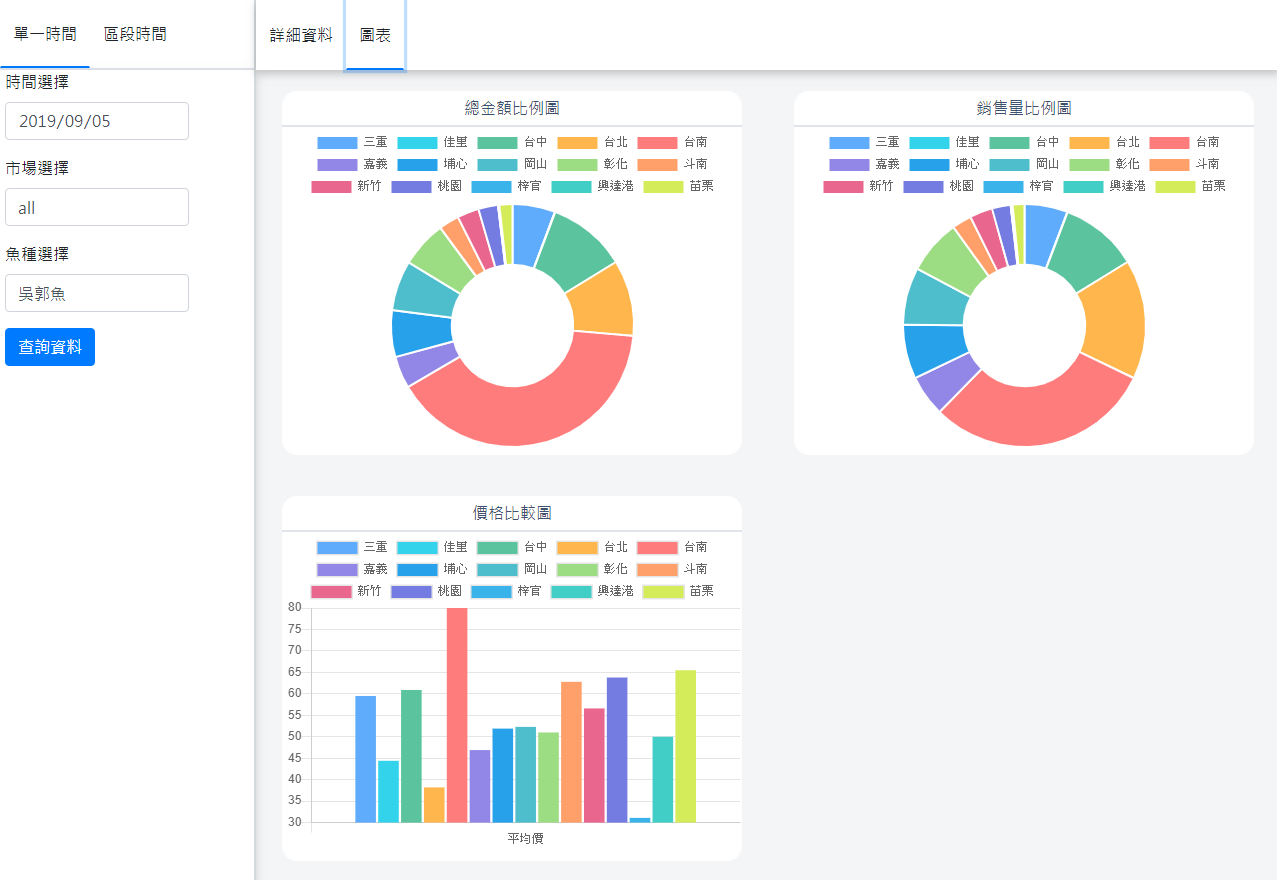 單一時間 區段時間
詳細資料 圖表
時間選擇
2019/09/05
市場選擇
all
魚種選擇
吳郭魚
查詢資料
總金額比例圖
三重 佳里 台中 台北 台南
嘉義 埔心 岡山 彰化 斗南
新竹 桃園 梓官 興達港 苗栗
銷售量比例圖
三重 佳里 台中 台北 台南
嘉義 埔心 岡山 彰化 斗南
新竹 桃園 梓官 興達港 苗栗
價格比較圖
三重 佳里 台中 台北 台南
嘉義 埔心 岡山 彰化 斗南
新竹 桃園 梓官 興達港 苗栗
80
75
70
65
60
55
50
45
40
35
30
平均價